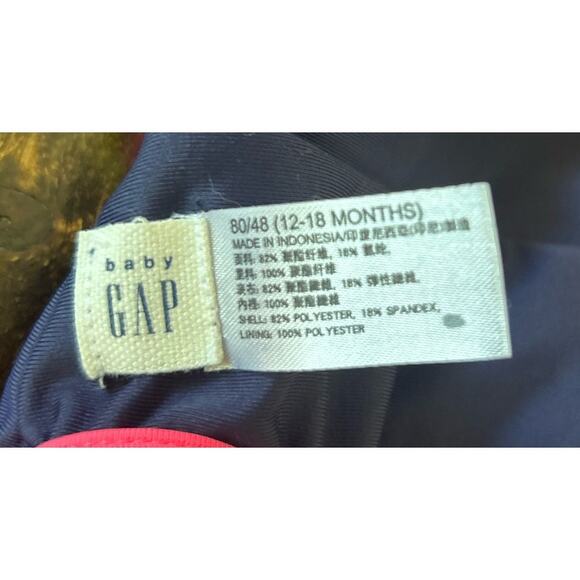 baby
GAP
80/48 (12-18 MONTHS)
MADE IN INDONESIA/印度尼西亞(印尼)製造
面料: 82% 聚酯纤维, 18% 氨纶.
里料: 100% 聚酯纤维
表布: 82% 聚酯纖維, 18% 彈性纖維,
內裡: 100% 聚酯纖維
SHELL: 82% POLYESTER, 18% SPANDEX,
LINING: 100% POLYESTER